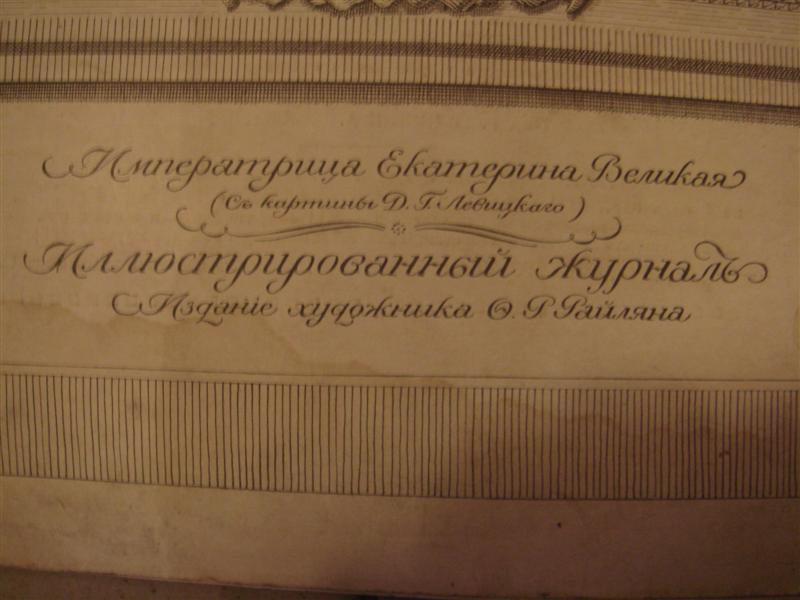 Императрица Екатерина Великая
(Съ картины Д. Г. Левицкаго)
Иллюстрированный журналъ
Изданіе художника Ѳ. Р. Райляна